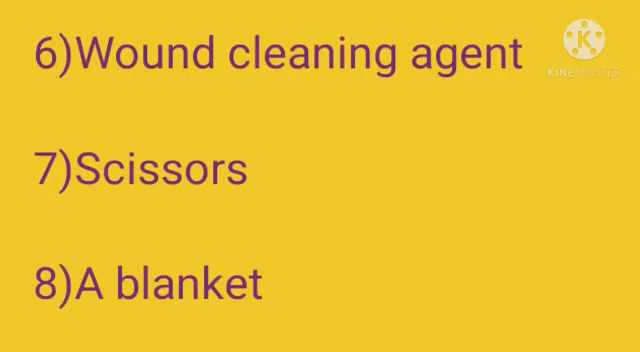 6)Wound cleaning agent
KINEMASTER
7)Scissors
8)A blanket